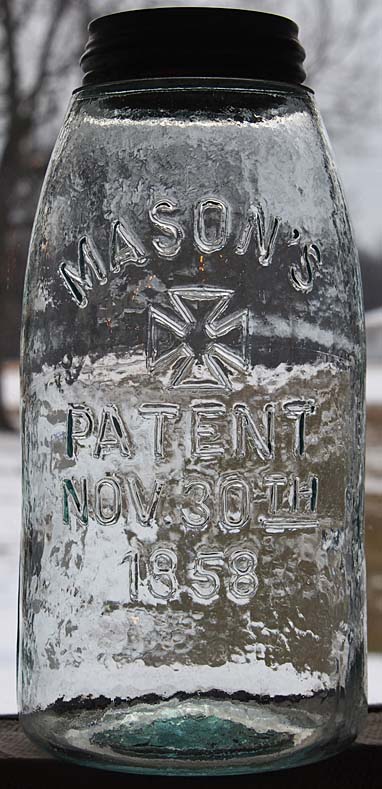 MASON'S
PATENT
NOV. 30TH
1858